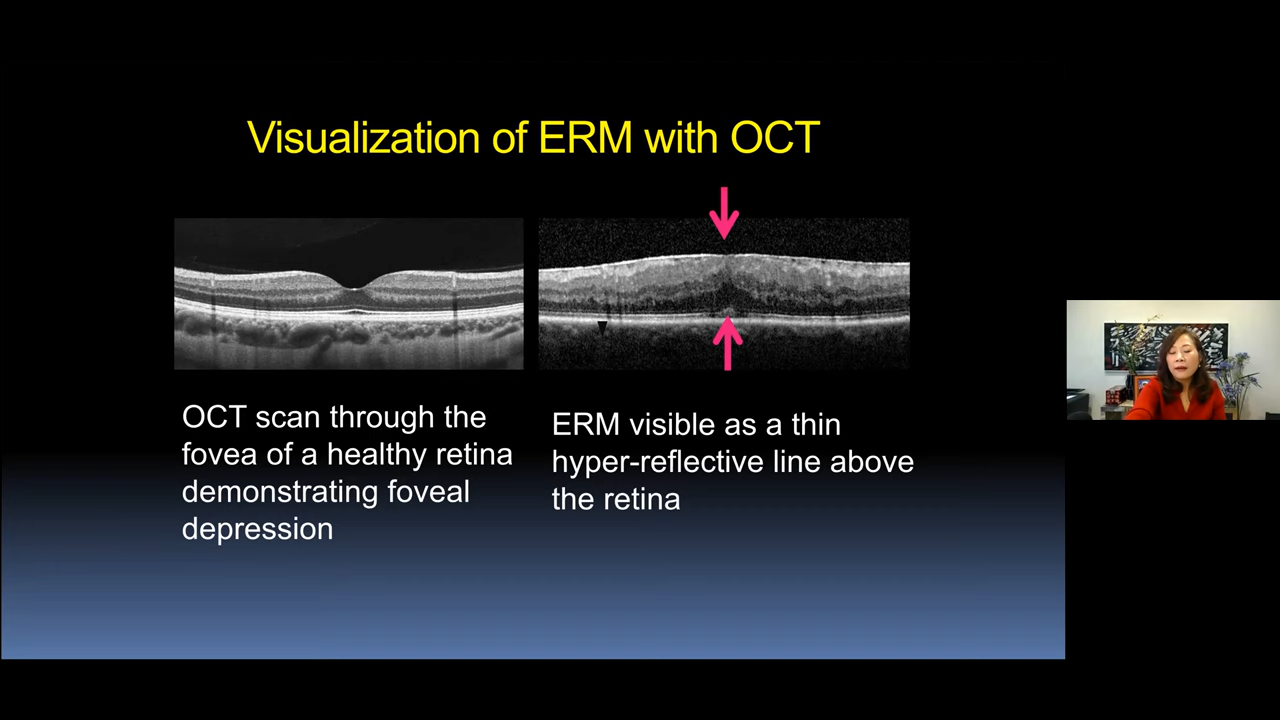 Visualization of ERM with OCT
OCT scan through the
fovea of a healthy retina
demonstrating foveal
depression
ERM visible as a thin
hyper-reflective line above
the retina